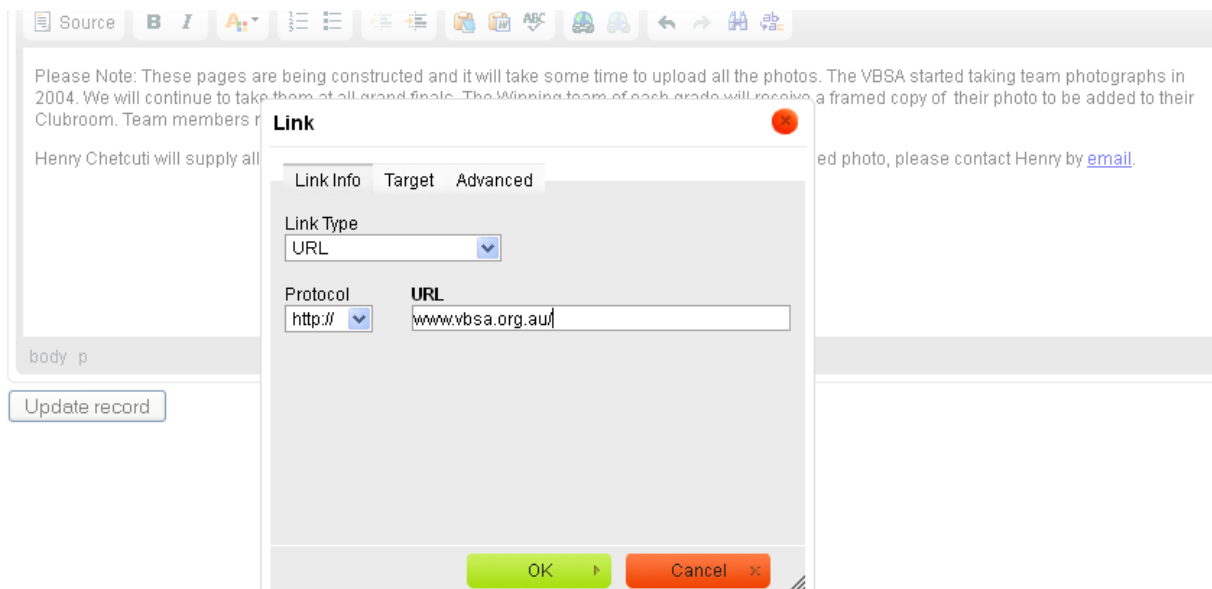 Source B I A ABC ab ac
Please Note: These pages are being constructed and it will take some time to upload all the photos. The VBSA started taking team photographs in
2004. We will continue to take them at all grand finals. The Winning team of each grade will receive a framed copy of their photo to be added to their
Clubroom. Team members
Link
Henry Chetcuti will supply all
ed photo, please contact Henry by email.
Link Info Target Advanced
Link Type
URL
Protocol URL
http:// www.vbsa.org.au/
body p
Update record
OK Cancel